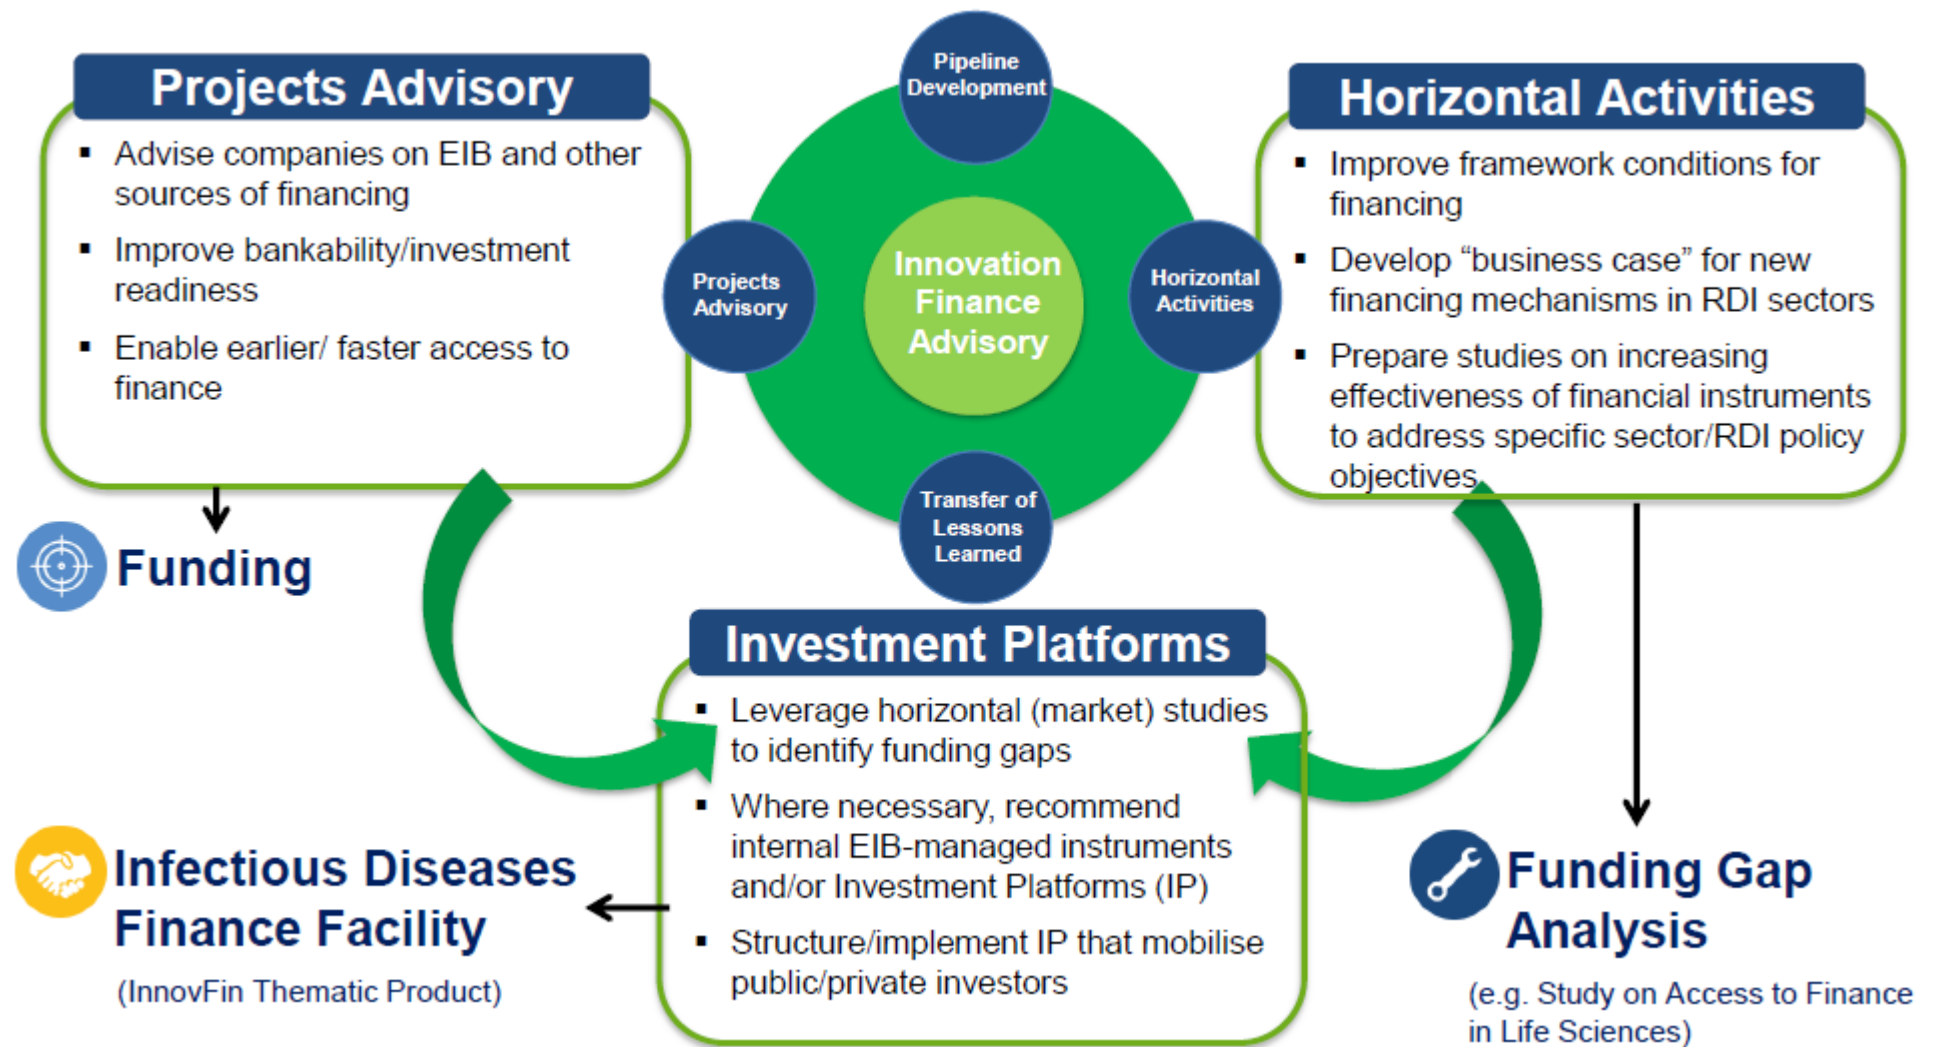 Projects Advisory
▪ Advise companies on EIB and other
sources of financing
▪ Improve bankability/investment
readiness
▪ Enable earlier/ faster access to
finance
Funding
Pipeline
Development
Projects
Advisory
Innovation
Finance
Advisory
Horizontal
Activities
Transfer of
Lessons
Learned
Horizontal Activities
▪ Improve framework conditions for
financing
▪ Develop “business case” for new
financing mechanisms in RDI sectors
▪ Prepare studies on increasing
effectiveness of financial instruments
to address specific sector/RDI policy
objectives
Investment Platforms
▪ Leverage horizontal (market) studies
to identify funding gaps
▪ Where necessary, recommend
internal EIB-managed instruments
and/or Investment Platforms (IP)
▪ Structure/implement IP that mobilise
public/private investors
Infectious Diseases
Finance Facility
(InnovFin Thematic Product)
Funding Gap
Analysis
(e.g. Study on Access to Finance
in Life Sciences)